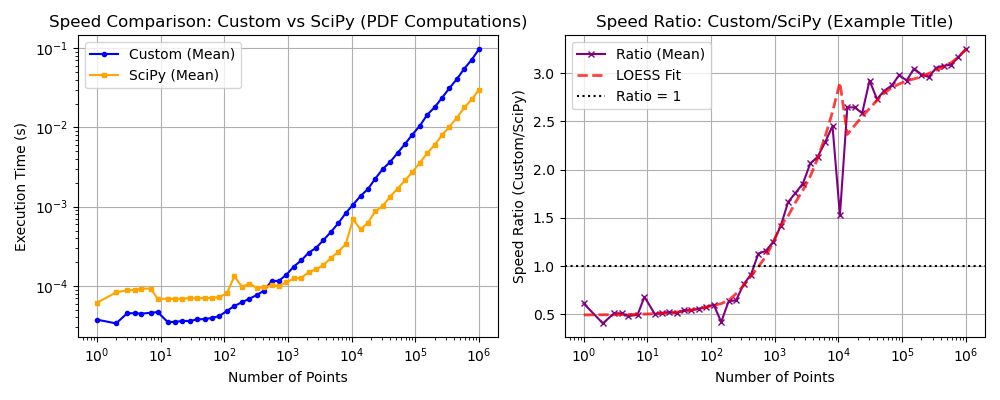 Speed Comparison: Custom vs SciPy (PDF Computations)
Execution Time (s)
10⁻¹
10⁻²
10⁻³
10⁻⁴
Custom (Mean)
SciPy (Mean)
10⁰ 10¹ 10² 10³ 10⁴ 10⁵ 10⁶
Number of Points
Speed Ratio: Custom/SciPy (Example Title)
Speed Ratio (Custom/SciPy)
3.0
2.5
2.0
1.5
1.0
0.5
Ratio (Mean)
LOESS Fit
Ratio = 1
10⁰ 10¹ 10² 10³ 10⁴ 10⁵ 10⁶
Number of Points